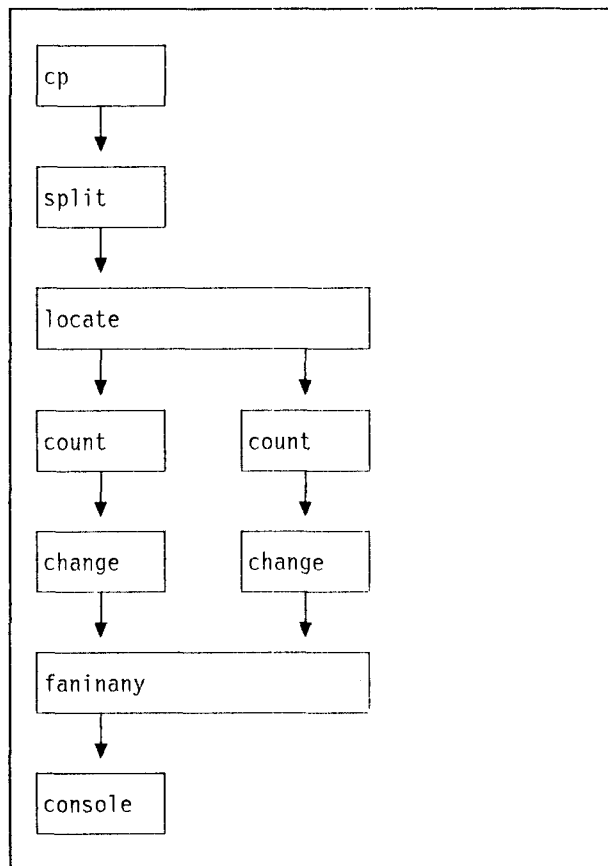 cp
split
locate
count count
change change
faninany
console